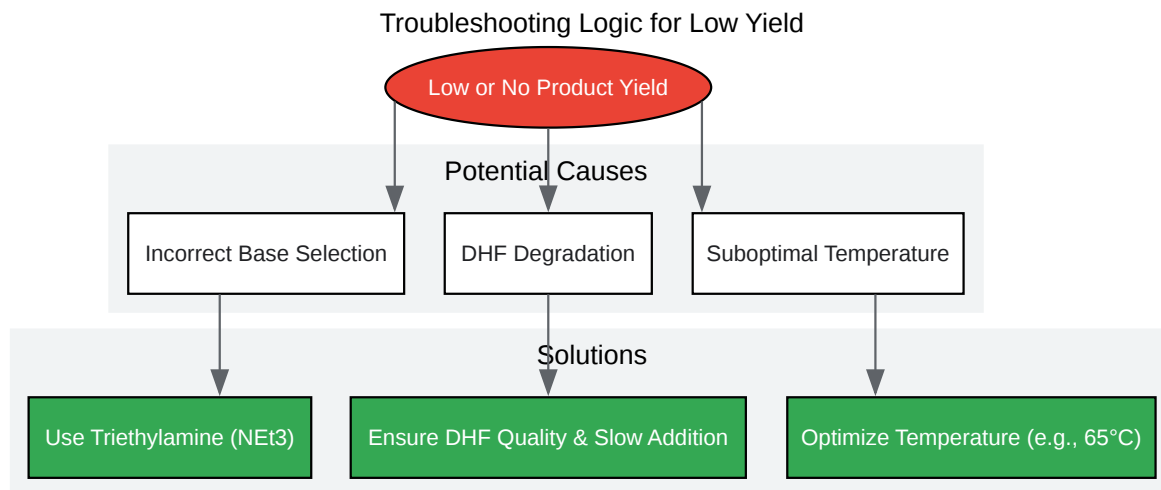 Troubleshooting Logic for Low Yield
Low or No Product Yield
Potential Causes
Incorrect Base Selection
DHF Degradation
Suboptimal Temperature
Solutions
Use Triethylamine (NEt3)
Ensure DHF Quality & Slow Addition
Optimize Temperature (e.g., 65°C)